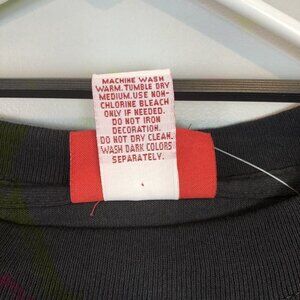 MACHINE WASH
WARM. TUMBLE DRY
MEDIUM. USE NON-
CHLORINE BLEACH
ONLY IF NEEDED.
DO NOT IRON
DECORATION.
DO NOT DRY CLEAN.
WASH DARK COLORS
SEPARATELY.